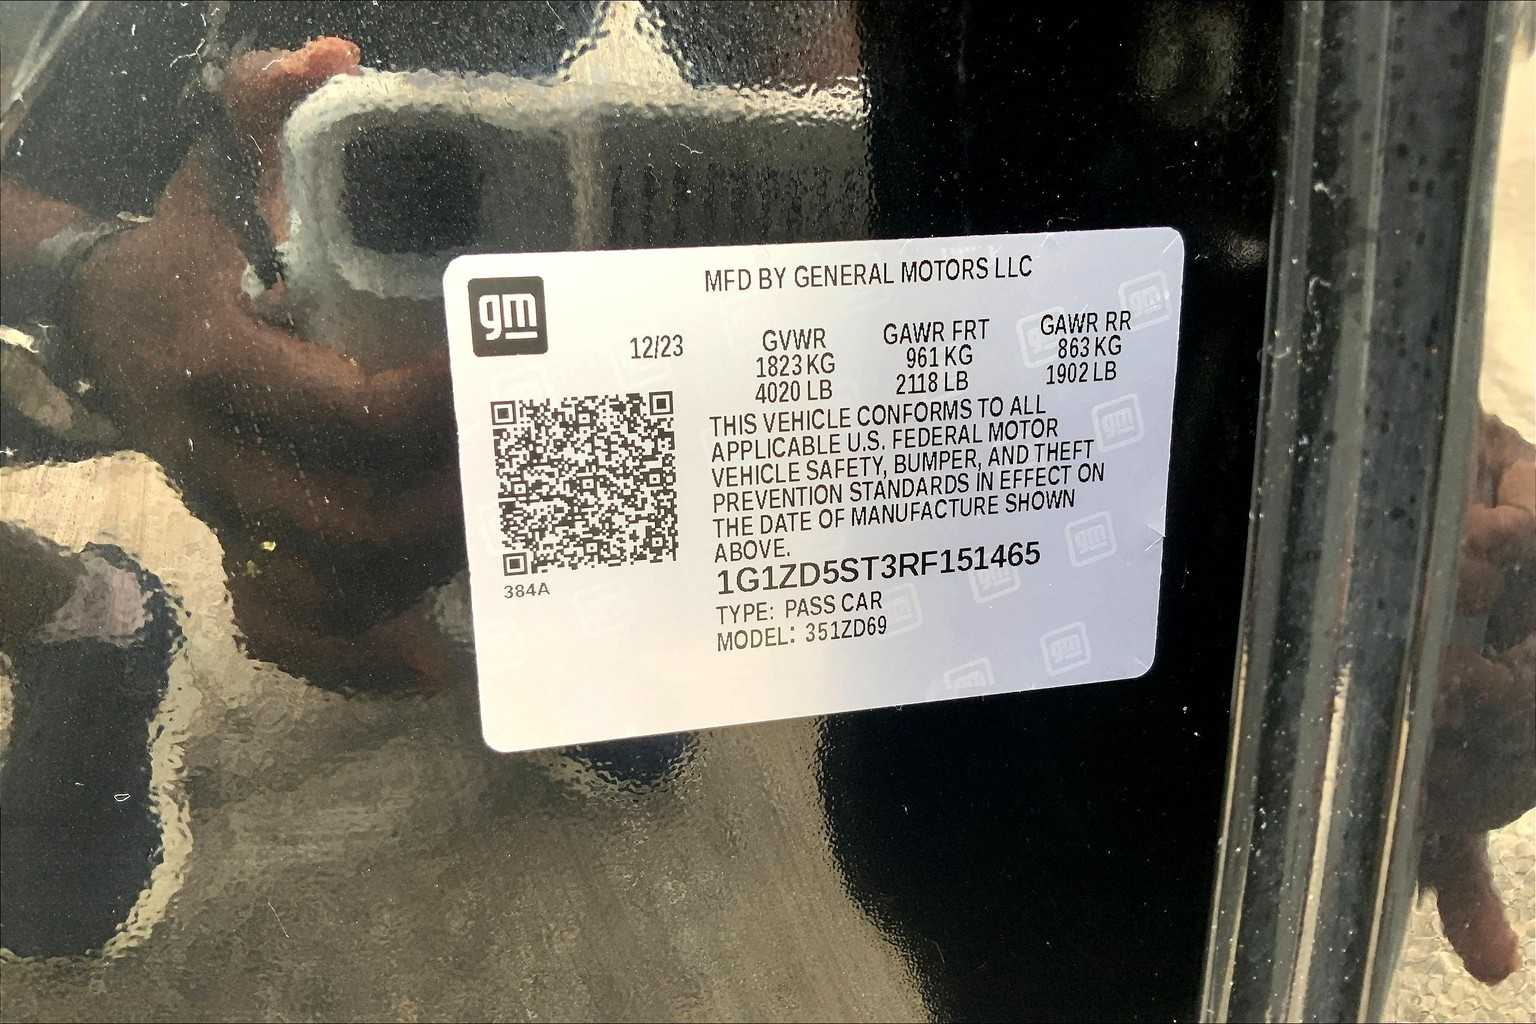 gm
MFD BY GENERAL MOTORS LLC
12/23
GVWR GAWR FRT GAWR RR
1823 KG 961 KG 863 KG
4020 LB 2118 LB 1902 LB
THIS VEHICLE CONFORMS TO ALL
APPLICABLE U.S. FEDERAL MOTOR
VEHICLE SAFETY, BUMPER, AND THEFT
PREVENTION STANDARDS IN EFFECT ON
THE DATE OF MANUFACTURE SHOWN
ABOVE.
1G1ZD5ST3RF151465
384A
TYPE: PASS CAR
MODEL: 351ZD69